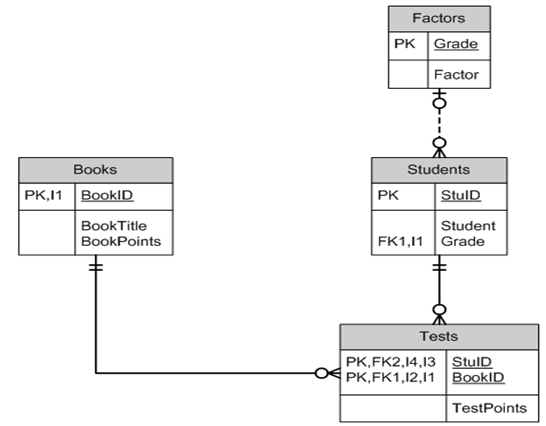 Factors
PK Grade
Factor
Books
PK,I1 BookID
BookTitle
BookPoints
Students
PK StuID
Student
FK1,I1 Grade
Tests
PK,FK2,I4,I3 StuID
PK,FK1,I2,I1 BookID
TestPoints